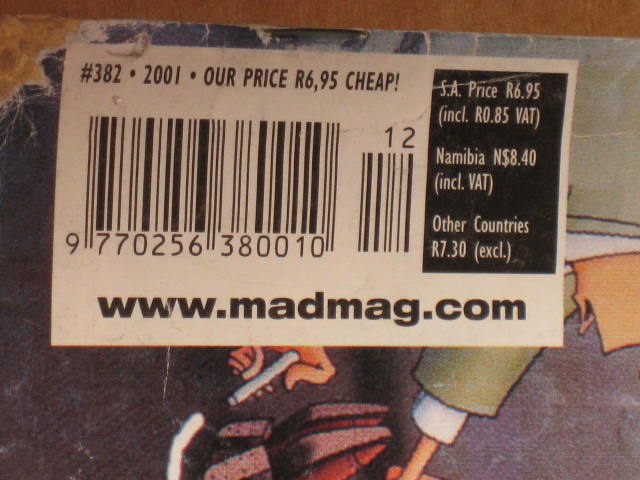 #382 • 2001 • OUR PRICE R6,95 CHEAP!
12
9 770256 380010
S.A. Price R6.95
(incl. R0.85 VAT)
Namibia N$8.40
(incl. VAT)
Other Countries
R7.30 (excl.)
www.madmag.com